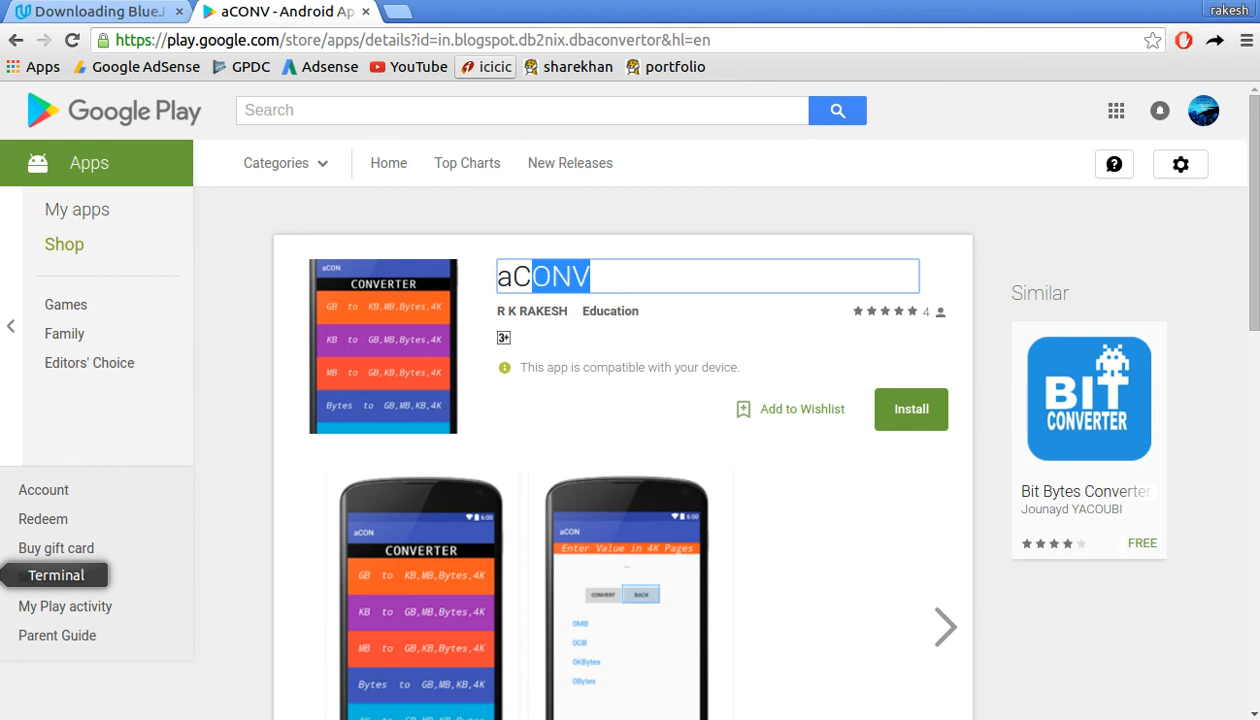 Downloading BlueJ
aCONV - Android Ap
rakesh
https://play.google.com/store/apps/details?id=in.blogspot.db2nix.dbaconvertor&hl=en
Apps Google AdSense GPDC Adsense YouTube icicic sharekhan portfolio
Google Play
Search
Apps
Categories Home Top Charts New Releases
My apps
Shop
Games
Family
Editors' Choice
Account
Redeem
Buy gift card
Terminal
My Play activity
Parent Guide
aCON
CONVERTER
GB to KB,MB,Bytes,4K
KB to GB,MB,Bytes,4K
MB to GB,KB,Bytes,4K
Bytes to GB,MB,KB,4K
aCONV
R K RAKESH Education
4
3+
This app is compatible with your device.
Add to Wishlist
Install
6:00
aCON
CONVERTER
GB to KB,MB,Bytes,4K
KB to GB,MB,Bytes,4K
MB to GB,KB,Bytes,4K
Bytes to GB,MB,KB,4K
6:00
aCON
Enter Value in 4K Pages
CONVERT BACK
0MB
0GB
0KBytes
0Bytes
Similar
BIT
CONVERTER
Bit Bytes Converter
Jounayd YACOUBI
FREE